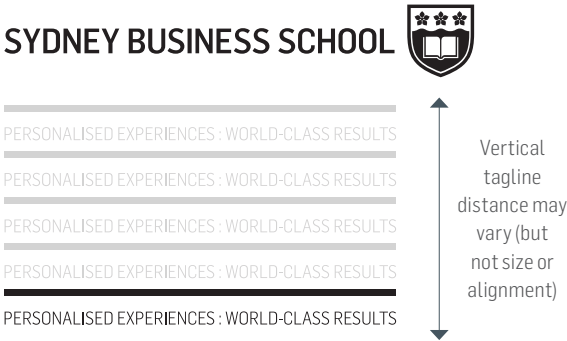 SYDNEY BUSINESS SCHOOL
PERSONALISED EXPERIENCES : WORLD-CLASS RESULTS
PERSONALISED EXPERIENCES : WORLD-CLASS RESULTS
PERSONALISED EXPERIENCES : WORLD-CLASS RESULTS
PERSONALISED EXPERIENCES : WORLD-CLASS RESULTS
PERSONALISED EXPERIENCES : WORLD-CLASS RESULTS
Vertical
tagline
distance may
vary (but
not size or
alignment)